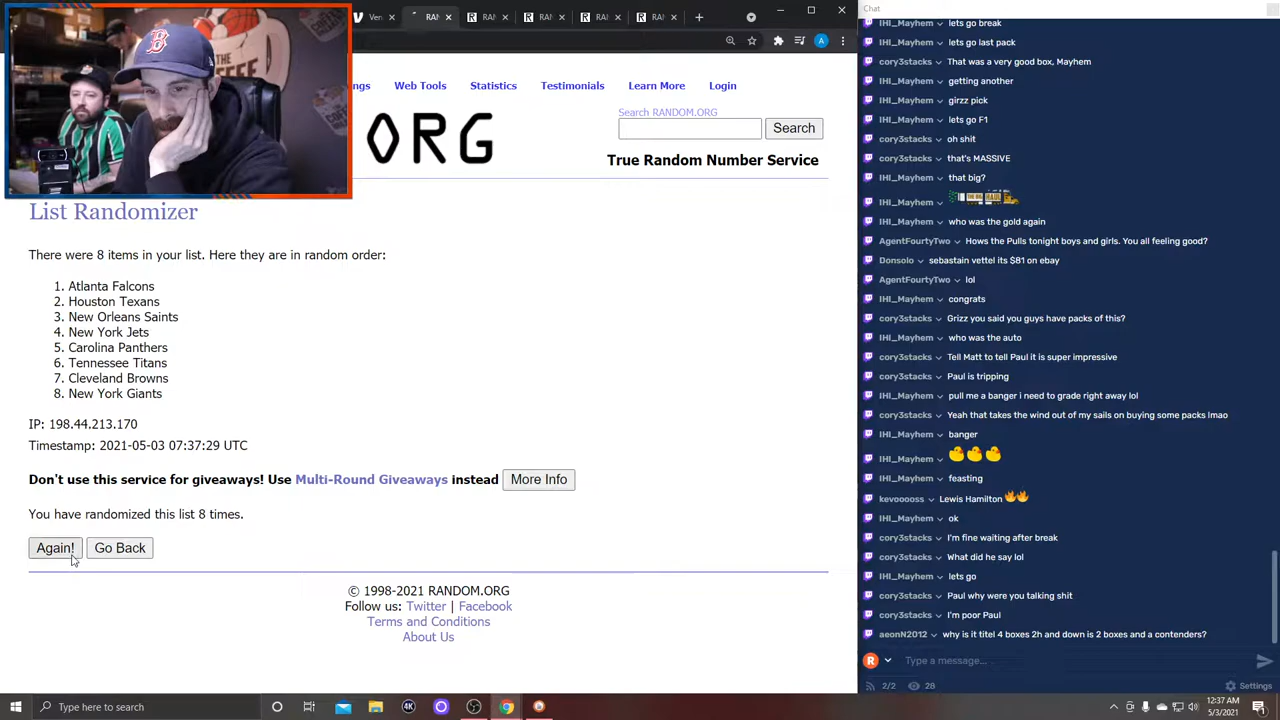 Ven
RA
R
R
R
R
A
ngs
Web Tools
Statistics
Testimonials
Learn More
Login
Search RANDOM.ORG
Search
ORG
True Random Number Service
List Randomizer
There were 8 items in your list. Here they are in random order:
1. Atlanta Falcons
2. Houston Texans
3. New Orleans Saints
4. New York Jets
5. Carolina Panthers
6. Tennessee Titans
7. Cleveland Browns
8. New York Giants
IP: 198.44.213.170
Timestamp: 2021-05-03 07:37:29 UTC
Don't use this service for giveaways! Use Multi-Round Giveaways instead More Info
You have randomized this list 8 times.
Again! Go Back
© 1998-2021 RANDOM.ORG
Follow us: Twitter | Facebook
Terms and Conditions
About Us
Chat
IHI_Mayhem lets go break
IHI_Mayhem lets go last pack
cory3stacks That was a very good box, Mayhem
IHI_Mayhem getting another
IHI_Mayhem girzz pick
IHI_Mayhem lets go F1
cory3stacks oh shit
cory3stacks that's MASSIVE
IHI_Mayhem that big?
IHI_Mayhem
IHI_Mayhem who was the gold again
AgentFourtyTwo Hows the Pulls tonight boys and girls. You all feeling good?
Donsolo sebastain vettel its $81 on ebay
AgentFourtyTwo lol
IHI_Mayhem congrats
cory3stacks Grizz you said you guys have packs of this?
IHI_Mayhem who was the auto
cory3stacks Tell Matt to tell Paul it is super impressive
cory3stacks Paul is tripping
IHI_Mayhem pull me a banger i need to grade right away lol
cory3stacks Yeah that takes the wind out of my sails on buying some packs lmao
IHI_Mayhem banger
IHI_Mayhem
IHI_Mayhem feasting
kevooooss Lewis Hamilton
IHI_Mayhem ok
cory3stacks I'm fine waiting after break
cory3stacks What did he say lol
IHI_Mayhem lets go
cory3stacks Paul why were you talking shit
cory3stacks I'm poor Paul
aeonN2012 why is it titel 4 boxes 2h and down is 2 boxes and a contenders?
R Type a message...
2/2 28 Settings
Type here to search
4K
12:37 AM
5/3/2021